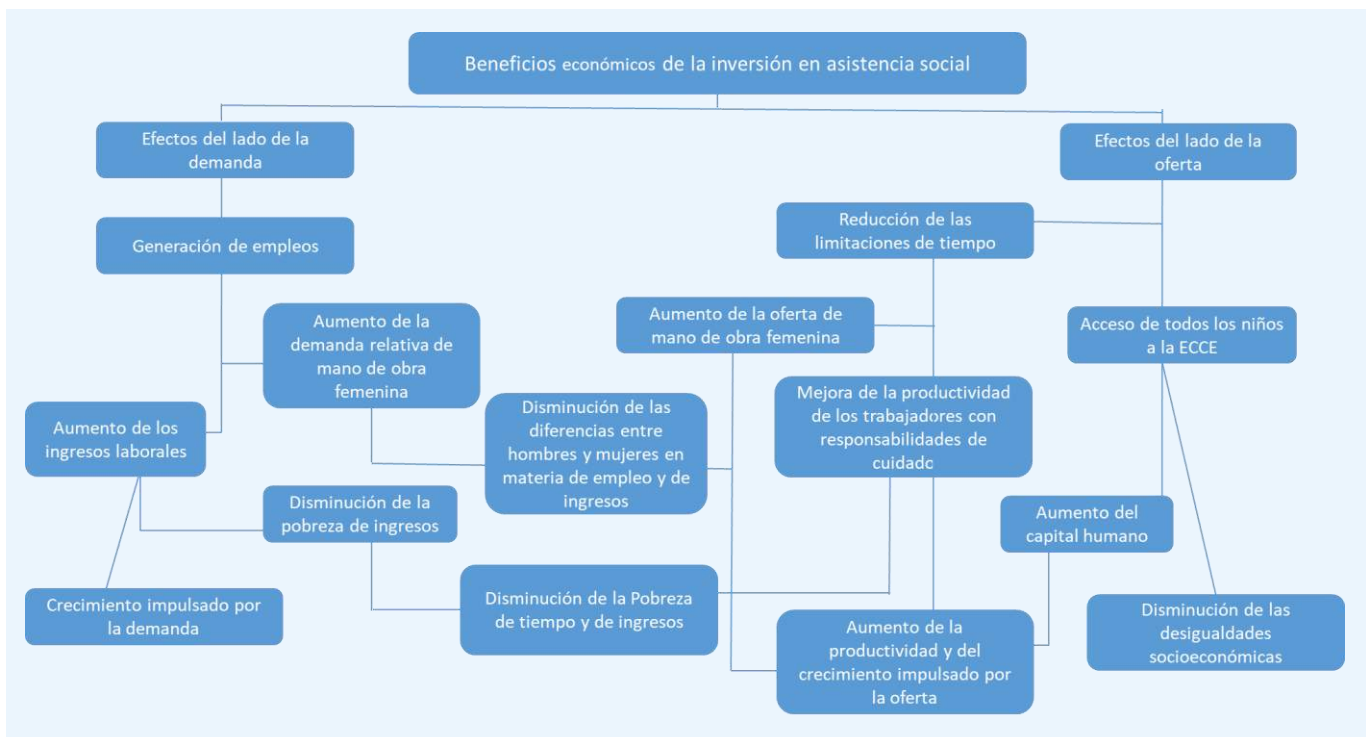 Beneficios económicos de la inversión en asistencia social
Efectos del lado de la
demanda
Efectos del lado de la
oferta
Generación de empleos
Reducción de las
limitaciones de tiempo
Aumento de la
demanda relativa de
mano de obra
femenina
Aumento de la oferta de
mano de obra femenina
Acceso de todos los niños
a la ECCE
Aumento de los
ingresos laborales
Disminución de las
diferencias entre
hombres y mujeres en
materia de empleo y de
ingresos
Mejora de la productividad
de los trabajadores con
responsabilidades de
cuidado
Disminución de la
pobreza de ingresos
Aumento del
capital humano
Crecimiento impulsado por
la demanda
Disminución de la Pobreza
de tiempo y de ingresos
Aumento de la
productividad y del
crecimiento impulsado por
la oferta
Disminución de las
desigualdades
socioeconómicas